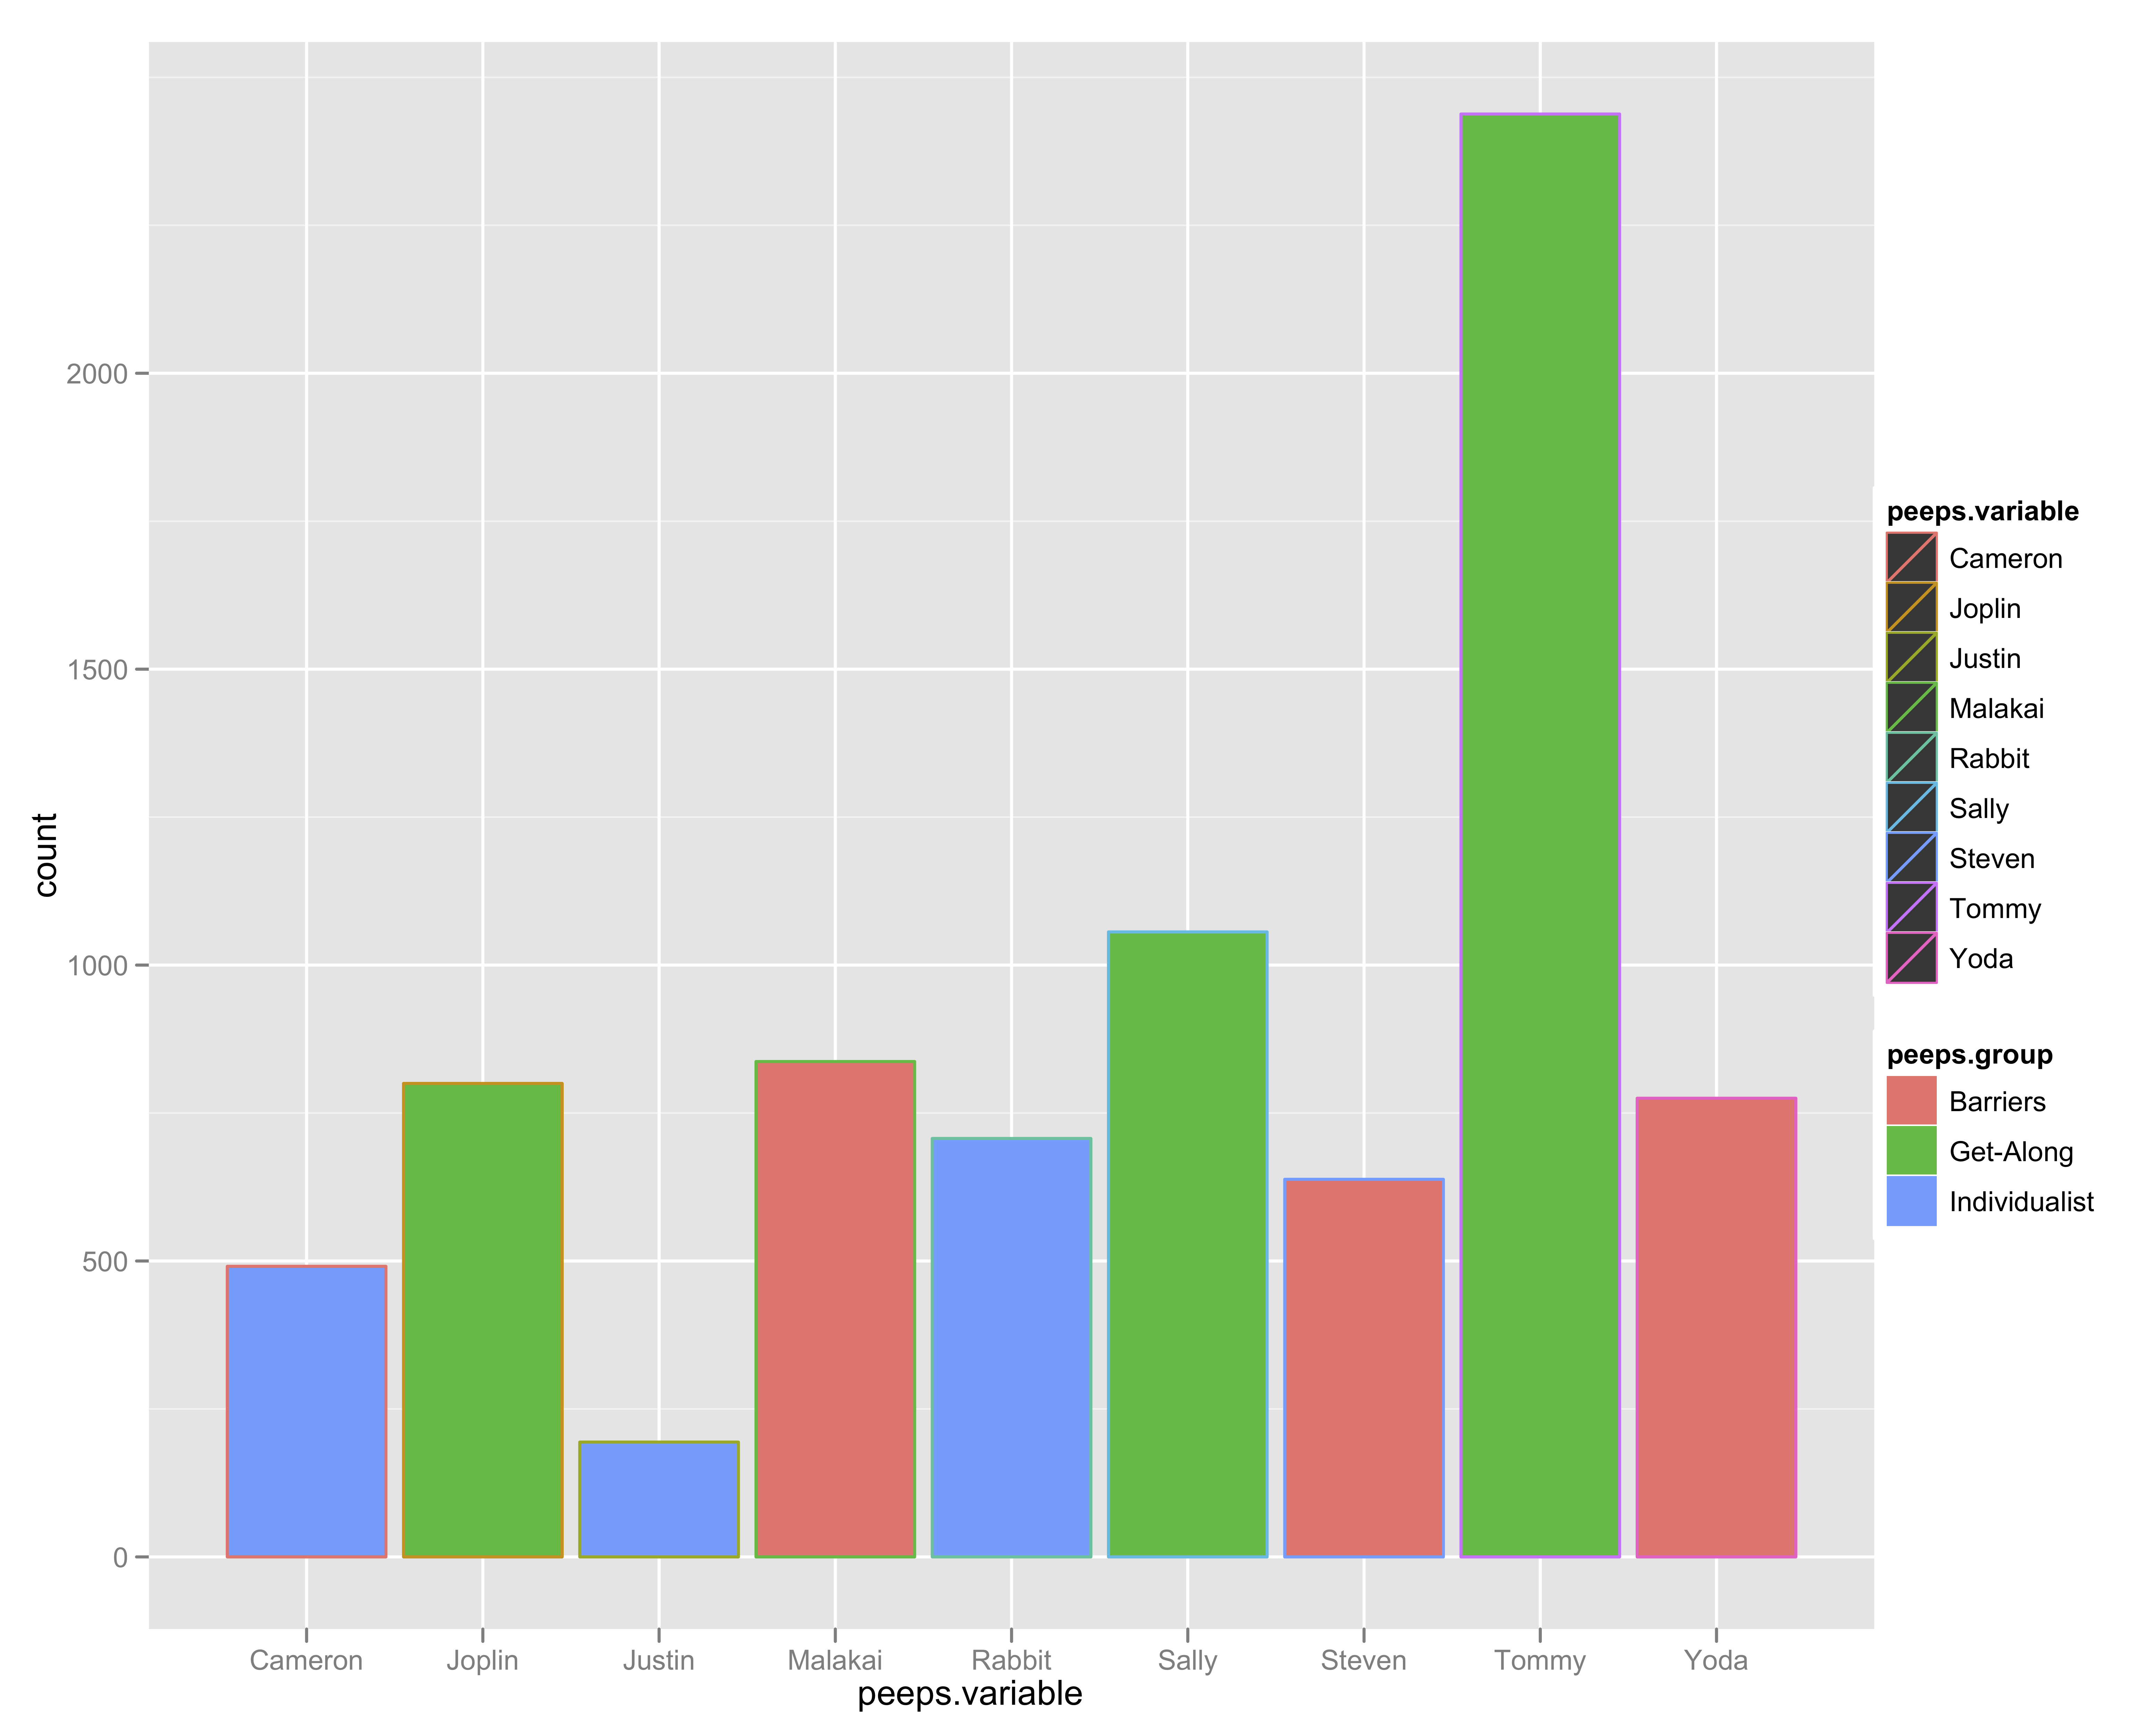 2000
1500
1000
500
0
count
Cameron Joplin Justin Malakai Rabbit Sally Steven Tommy Yoda
peeps.variable
peeps.variable
Cameron
Joplin
Justin
Malakai
Rabbit
Sally
Steven
Tommy
Yoda
peeps.group
Barriers
Get-Along
Individualist